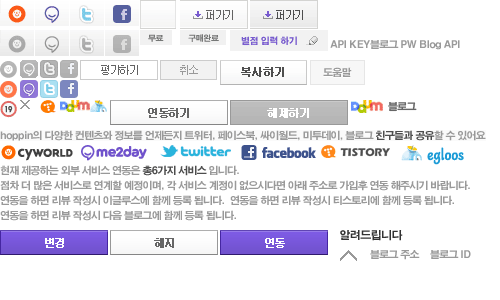 퍼가기 퍼가기
무료 구매완료 별점 입력 하기 API KEY블로그 PW Blog API
평가하기 취소 복사하기 도움말
19 Daum 연동하기 해제하기 Daum 블로그
hoppin의 다양한 컨텐츠와 정보를 언제든지 트위터, 페이스북, 싸이월드, 미투데이, 블로그 친구들과 공유할 수 있어요
CYWORLD me2day twitter facebook TISTORY egloos
현재 제공하는 외부 서비스 연동은 총6가지 서비스 입니다.
점차 더 많은 서비스로 연계할 예정이며, 각 서비스 계정이 없으시다면 아래 주소로 가입후 연동 해주시기 바랍니다.
연동을 하면 리뷰 작성시 이글루스에 함께 등록 됩니다. 연동을 하면 리뷰 작성시 티스토리에 함께 등록 됩니다.
연동을 하면 리뷰 작성시 다음 블로그에 함께 등록 됩니다.
변경 해지 연동 알려드립니다
블로그 주소 블로그 ID